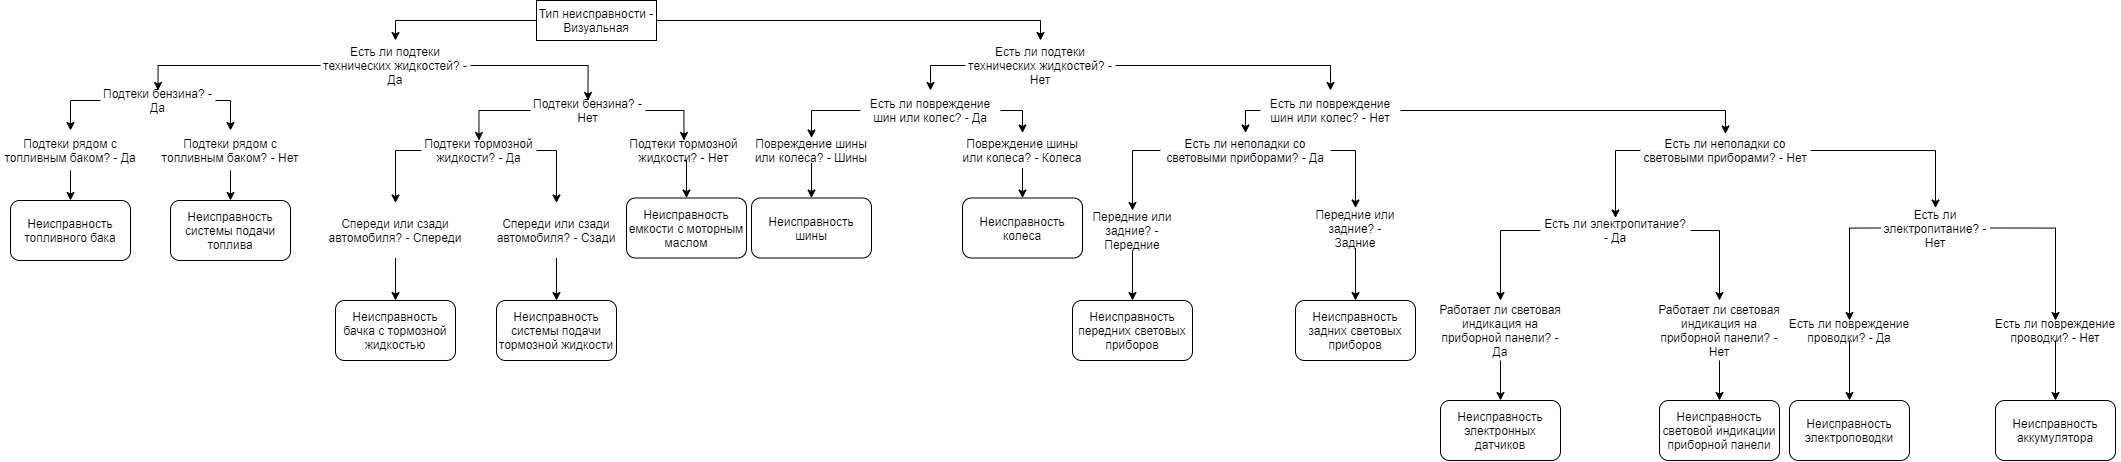 Тип неисправности -
Визуальная
Есть ли подтеки
технических жидкостей? -
Да
Есть ли подтеки
технических жидкостей? -
Нет
Подтеки бензина? -
Да
Подтеки бензина? -
Нет
Есть ли повреждение
шин или колес? - Да
Есть ли повреждение
шин или колес? - Нет
Подтеки рядом с
топливным баком? - Да
Подтеки рядом с
топливным баком? - Нет
Подтеки тормозной
жидкости? - Да
Подтеки тормозной
жидкости? - Нет
Повреждение шины
или колеса? - Шины
Повреждение шины
или колеса? - Колеса
Есть ли неполадки со
световыми приборами? - Да
Есть ли неполадки со
световыми приборами? - Нет
Неисправность
топливного бака
Неисправность
системы подачи
топлива
Спереди или сзади
автомобиля? - Спереди
Спереди или сзади
автомобиля? - Сзади
Неисправность
емкости с моторным
маслом
Неисправность
шины
Неисправность
колеса
Передние или
задние? -
Передние
Передние или
задние? -
Задние
Есть ли электропитание?
- Да
Есть ли
электропитание? -
Нет
Неисправность
бачка с тормозной
жидкостью
Неисправность
системы подачи
тормозной жидкости
Неисправность
передних световых
приборов
Неисправность
задних световых
приборов
Работает ли световая
индикация на
приборной панели? -
Да
Работает ли световая
индикация на
приборной панели? -
Нет
Есть ли повреждение
проводки? - Да
Есть ли повреждение
проводки? - Нет
Неисправность
электронных
датчиков
Неисправность
световой индикации
приборной панели
Неисправность
электроповодки
Неисправность
аккумулятора